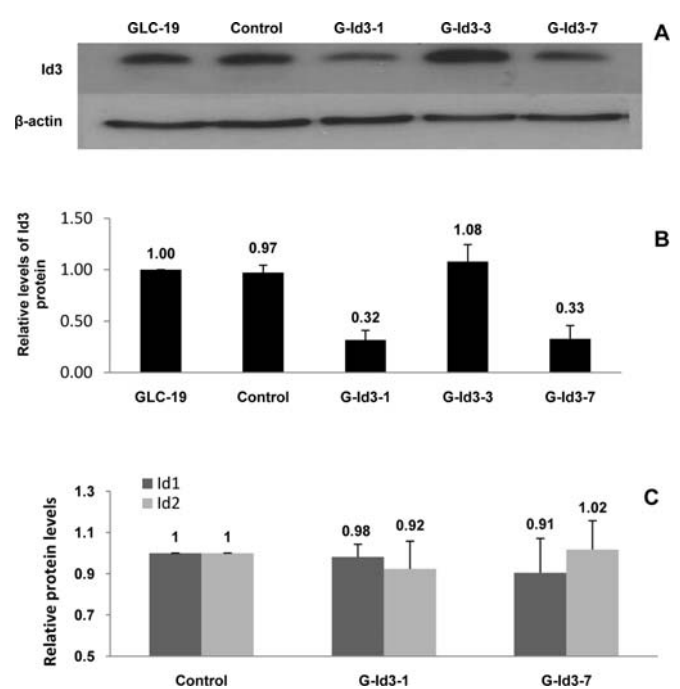 GLC-19 Control G-Id3-1 G-Id3-3 G-Id3-7
A
Id3
β-actin
B
Relative levels of Id3
protein
1.50
1.00
0.50
0.00
1.00 0.97 0.32 1.08 0.33
GLC-19 Control G-Id3-1 G-Id3-3 G-Id3-7
C
Relative protein levels
Id1
Id2
1.3
1.1
0.9
0.7
0.5
1 1 0.98 0.92 0.91 1.02
Control G-Id3-1 G-Id3-7